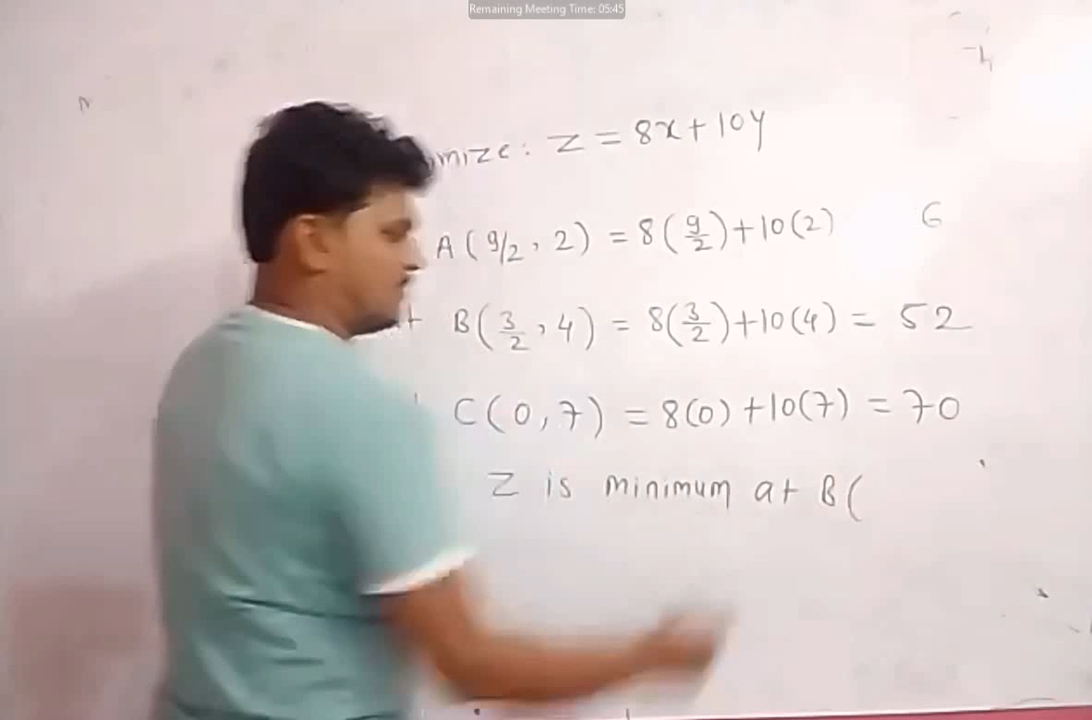 Remaining Meeting Time: 05:45
mize: Z = 8x+10y
A(9/2, 2) = 8(9/2)+10(2) 6
B(3/2, 4) = 8(3/2)+10(4) = 52
C(0,7) = 8(0)+10(7) = 70
Z is minimum at B(